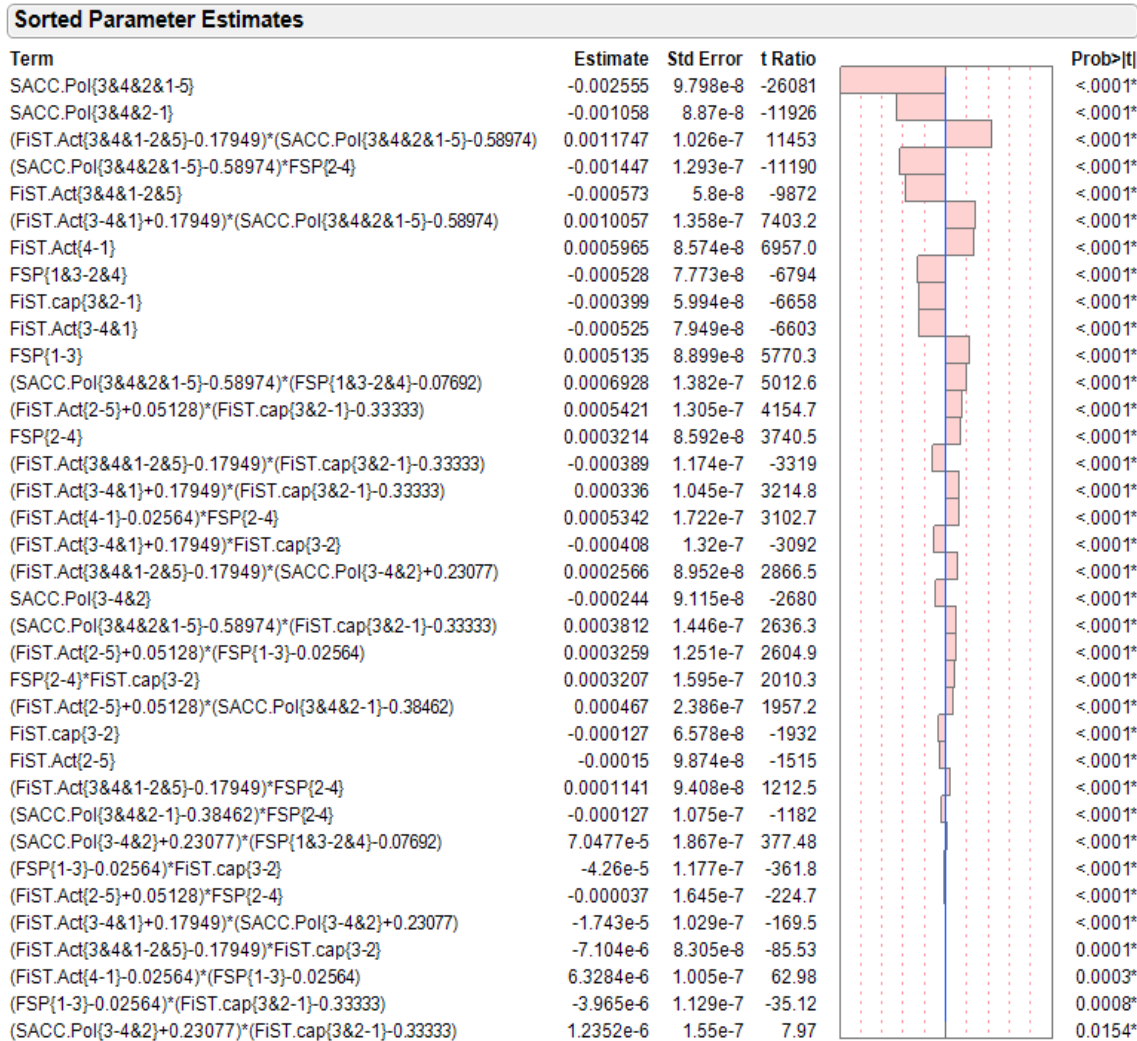 Sorted Parameter Estimates
Term Estimate Std Error t Ratio Prob>|t|
SACC.Pol{3&4&2&1-5} -0.002555 9.798e-8 -26081 <.0001*
SACC.Pol{3&4&2-1} -0.001058 8.87e-8 -11926 <.0001*
(FiST.Act{3&4&1-2&5}-0.17949)*(SACC.Pol{3&4&2&1-5}-0.58974) 0.0011747 1.026e-7 11453 <.0001*
(SACC.Pol{3&4&2&1-5}-0.58974)*FSP{2-4} -0.001447 1.293e-7 -11190 <.0001*
FiST.Act{3&4&1-2&5} -0.000573 5.8e-8 -9872 <.0001*
(FiST.Act{3-4&1}+0.17949)*(SACC.Pol{3&4&2&1-5}-0.58974) 0.0010057 1.358e-7 7403.2 <.0001*
FiST.Act{4-1} 0.0005965 8.574e-8 6957.0 <.0001*
FSP{1&3-2&4} -0.000528 7.773e-8 -6794 <.0001*
FiST.cap{3&2-1} -0.000399 5.994e-8 -6658 <.0001*
FiST.Act{3-4&1} -0.000525 7.949e-8 -6603 <.0001*
FSP{1-3} 0.0005135 8.899e-8 5770.3 <.0001*
(SACC.Pol{3&4&2&1-5}-0.58974)*(FSP{1&3-2&4}-0.07692) 0.0006928 1.382e-7 5012.6 <.0001*
(FiST.Act{2-5}+0.05128)*(FiST.cap{3&2-1}-0.33333) 0.0005421 1.305e-7 4154.7 <.0001*
FSP{2-4} 0.0003214 8.592e-8 3740.5 <.0001*
(FiST.Act{3&4&1-2&5}-0.17949)*(FiST.cap{3&2-1}-0.33333) -0.000389 1.174e-7 -3319 <.0001*
(FiST.Act{3-4&1}+0.17949)*(FiST.cap{3&2-1}-0.33333) 0.000336 1.045e-7 3214.8 <.0001*
(FiST.Act{4-1}-0.02564)*FSP{2-4} 0.0005342 1.722e-7 3102.7 <.0001*
(FiST.Act{3-4&1}+0.17949)*FiST.cap{3-2} -0.000408 1.32e-7 -3092 <.0001*
(FiST.Act{3&4&1-2&5}-0.17949)*(SACC.Pol{3-4&2}+0.23077) 0.0002566 8.952e-8 2866.5 <.0001*
SACC.Pol{3-4&2} -0.000244 9.115e-8 -2680 <.0001*
(SACC.Pol{3&4&2&1-5}-0.58974)*(FiST.cap{3&2-1}-0.33333) 0.0003812 1.446e-7 2636.3 <.0001*
(FiST.Act{2-5}+0.05128)*(FSP{1-3}-0.02564) 0.0003259 1.251e-7 2604.9 <.0001*
FSP{2-4}*FiST.cap{3-2} 0.0003207 1.595e-7 2010.3 <.0001*
(FiST.Act{2-5}+0.05128)*(SACC.Pol{3&4&2-1}-0.38462) 0.000467 2.386e-7 1957.2 <.0001*
FiST.cap{3-2} -0.000127 6.578e-8 -1932 <.0001*
FiST.Act{2-5} -0.00015 9.874e-8 -1515 <.0001*
(FiST.Act{3&4&1-2&5}-0.17949)*FSP{2-4} 0.0001141 9.408e-8 1212.5 <.0001*
(SACC.Pol{3&4&2-1}-0.38462)*FSP{2-4} -0.000127 1.075e-7 -1182 <.0001*
(SACC.Pol{3-4&2}+0.23077)*(FSP{1&3-2&4}-0.07692) 7.0477e-5 1.867e-7 377.48 <.0001*
(FSP{1-3}-0.02564)*FiST.cap{3-2} -4.26e-5 1.177e-7 -361.8 <.0001*
(FiST.Act{2-5}+0.05128)*FSP{2-4} -0.000037 1.645e-7 -224.7 <.0001*
(FiST.Act{3-4&1}+0.17949)*(SACC.Pol{3-4&2}+0.23077) -1.743e-5 1.029e-7 -169.5 <.0001*
(FiST.Act{3&4&1-2&5}-0.17949)*FiST.cap{3-2} -7.104e-6 8.305e-8 -85.53 0.0001*
(FiST.Act{4-1}-0.02564)*(FSP{1-3}-0.02564) 6.3284e-6 1.005e-7 62.98 0.0003*
(FSP{1-3}-0.02564)*(FiST.cap{3&2-1}-0.33333) -3.965e-6 1.129e-7 -35.12 0.0008*
(SACC.Pol{3-4&2}+0.23077)*(FiST.cap{3&2-1}-0.33333) 1.2352e-6 1.55e-7 7.97 0.0154*